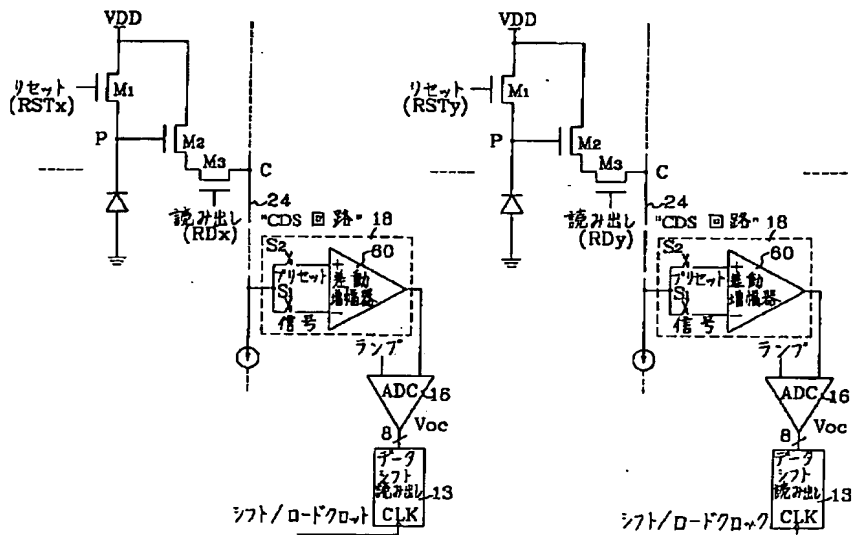 VDD
リセット
(RSTx)
M1
P
M2
M3
C
24
読み出し
(RDx)
"CDS 回路" 18
S2
60
プリセット
S1
信号
+
差動
増幅器
−
ランプ
ADC
16
8
Voc
データ
シフト
読み出し
13
CLK
シフト/ロードクロット
VDD
リセット
(RSTy)
M1
P
M2
M3
C
24
読み出し
(RDy)
"CDS 回路" 18
S2
60
プリセット
S1
信号
+
差動
増幅器
−
ランプ
ADC
16
8
Voc
データ
シフト
読み出し
13
CLK
シフト/ロードクロック